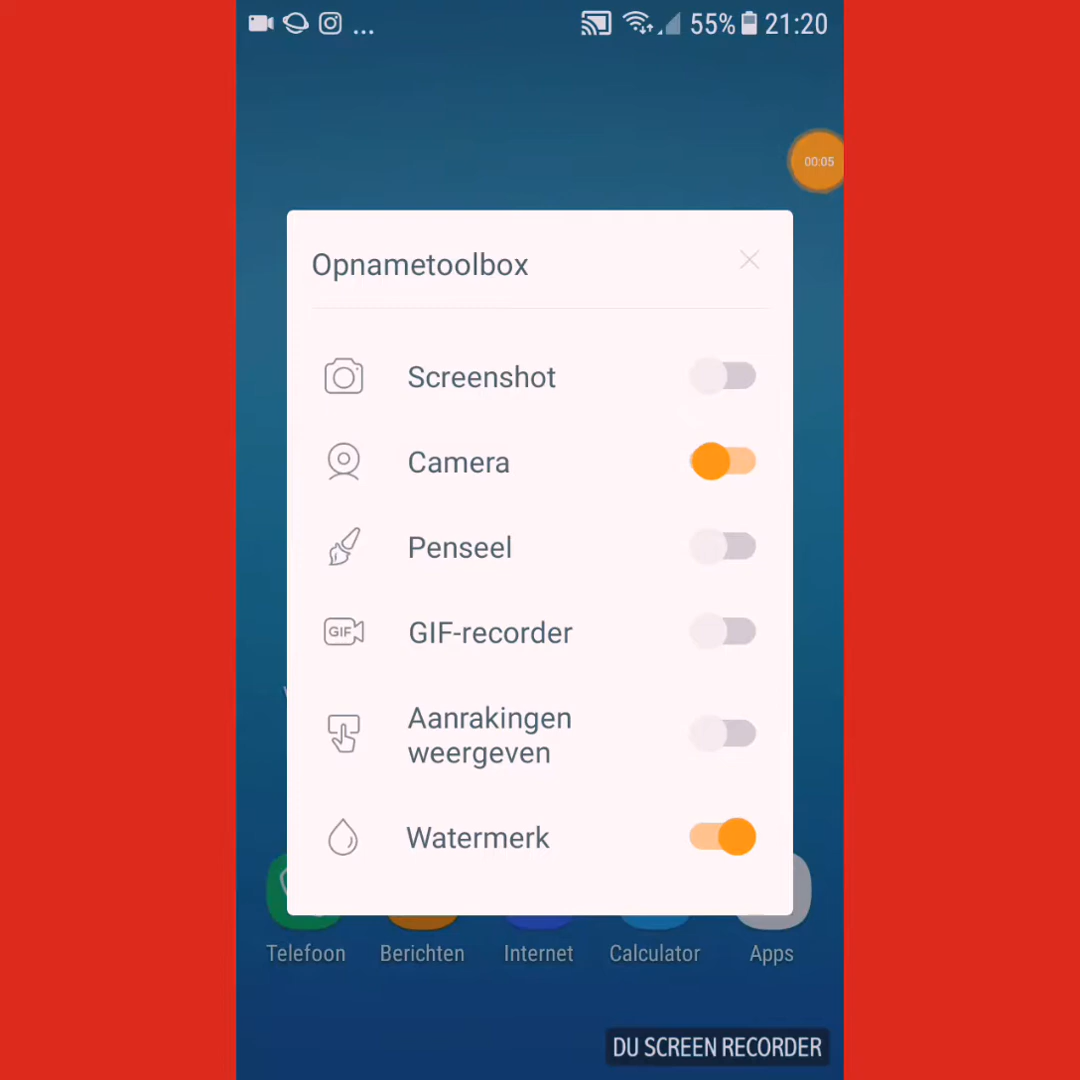 ... 55% 21:20
00:05
Opnametoolbox
Screenshot
Camera
Penseel
GIF GIF-recorder
Aanrakingen
weergeven
Watermerk
Telefoon Berichten Internet Calculator Apps
DU SCREEN RECORDER